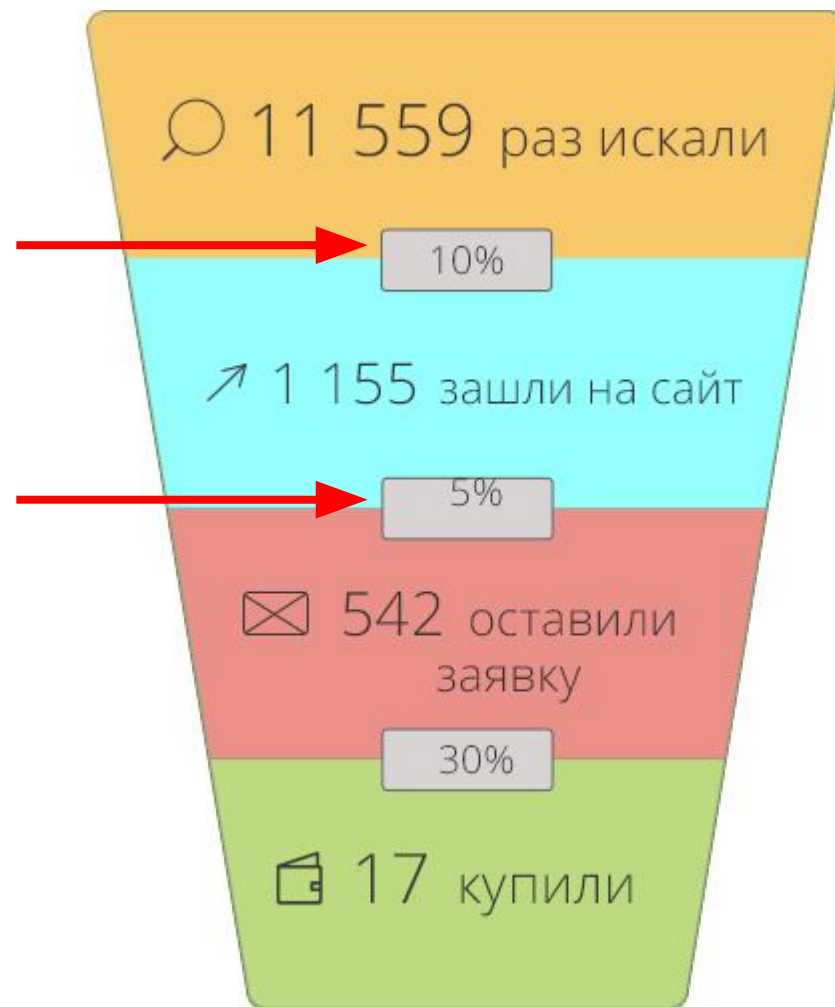 11 559 раз искали
10%
1 155 зашли на сайт
5%
542 оставили
заявку
30%
17 купили